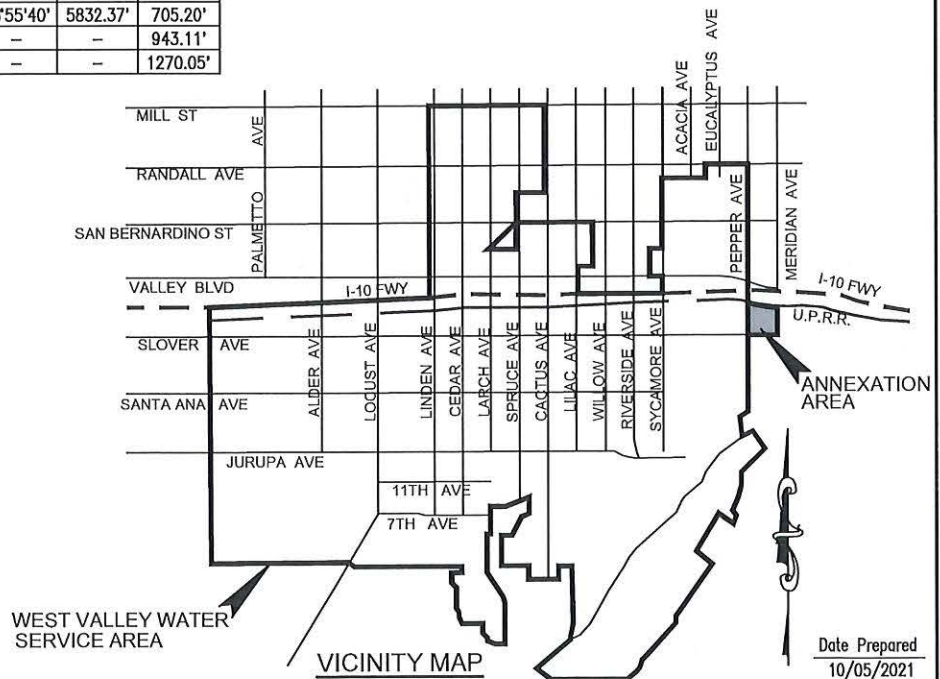 °55'40" 5832.37' 705.20'
– – 943.11'
– – 1270.05'
MILL ST
RANDALL AVE
SAN BERNARDINO ST
VALLEY BLVD
SLOVER AVE
SANTA ANA AVE
JURUPA AVE
11TH AVE
7TH AVE
PALMETTO AVE
ALDER AVE
LOCUST AVE
LINDEN AVE
CEDAR AVE
LARCH AVE
SPRUCE AVE
CACTUS AVE
LILAC AVE
WILLOW AVE
RIVERSIDE AVE
SYCAMORE AVE
ACACIA AVE
EUCALYPTUS AVE
PEPPER AVE
MERIDIAN AVE
I-10 FWY
I-10 FWY
U.P.R.R.
ANNEXATION
AREA
WEST VALLEY WATER
SERVICE AREA
VICINITY MAP
Date Prepared
10/05/2021